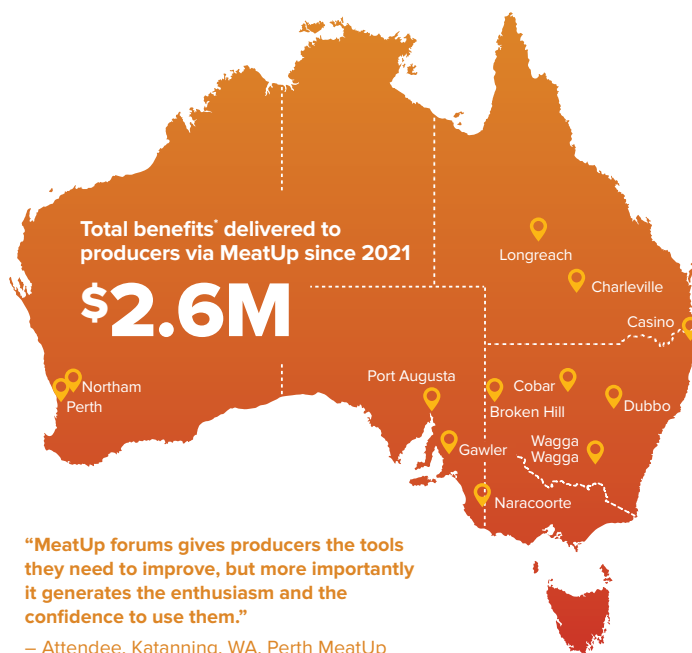 Total benefits* delivered to
producers via MeatUp since 2021
$2.6M
Longreach
Charleville
Casino
Northam
Perth
Port Augusta
Cobar
Broken Hill
Dubbo
Gawler
Wagga
Wagga
Naracoorte
“MeatUp forums gives producers the tools
they need to improve, but more importantly
it generates the enthusiasm and the
confidence to use them.”
– Attendee, Katanning, WA, Perth MeatUp